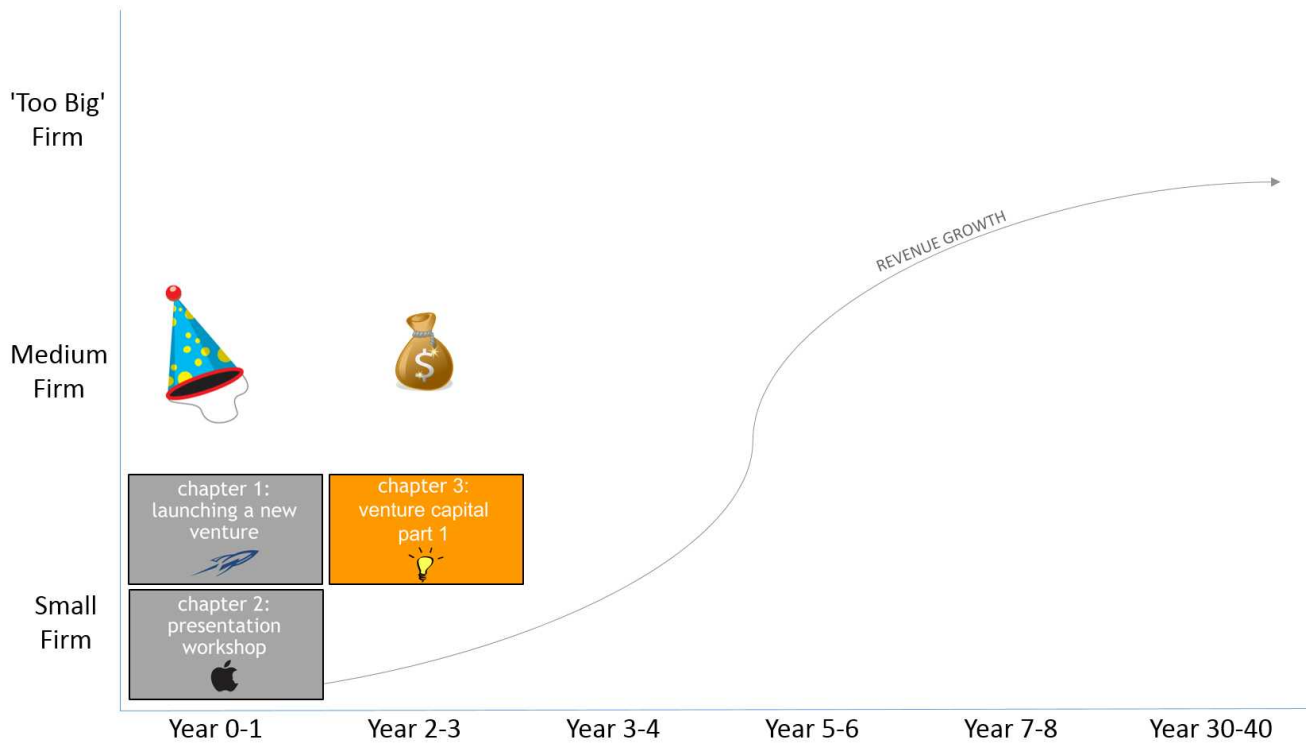 'Too Big'
Firm
REVENUE GROWTH
Medium
Firm
$
chapter 1:
launching a new
venture
chapter 3:
venture capital
part 1
Small
Firm
chapter 2:
presentation
workshop
Year 0-1
Year 2-3
Year 3-4
Year 5-6
Year 7-8
Year 30-40